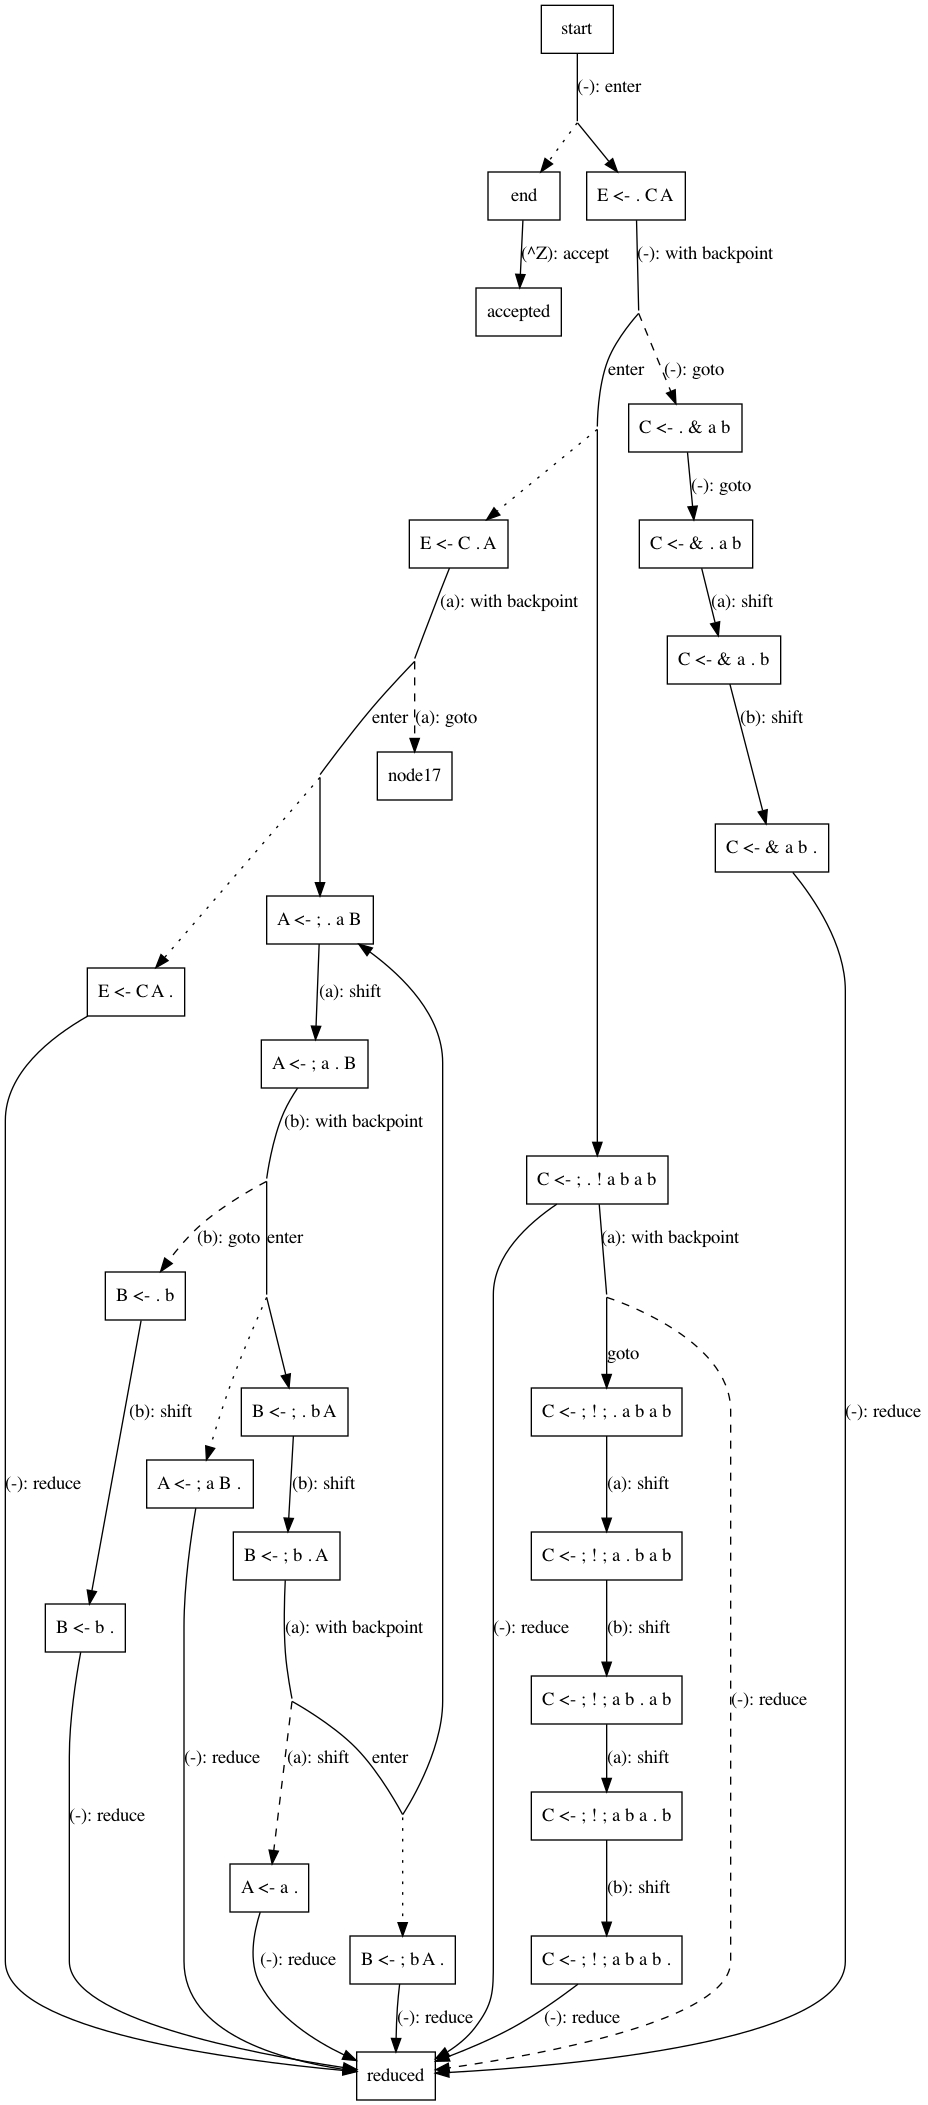 start
(-): enter
end
E <- . C A
(^Z): accept
(-): with backpoint
accepted
enter
(-): goto
C <- . & a b
(-): goto
E <- C . A
C <- & . a b
(a): with backpoint
(a): shift
C <- & a . b
enter
(a): goto
(b): shift
node17
C <- & a b .
A <- ; . a B
E <- C A .
(a): shift
A <- ; a . B
(b): with backpoint
C <- ; . ! a b a b
(b): goto
enter
(a): with backpoint
B <- . b
goto
B <- ; . b A
C <- ; ! ; . a b a b
(b): shift
(-): reduce
(-): reduce
A <- ; a B .
(b): shift
(a): shift
B <- ; b . A
C <- ; ! ; a . b a b
B <- b .
(a): with backpoint
(-): reduce
(b): shift
C <- ; ! ; a b . a b
(-): reduce
(-): reduce
(a): shift
enter
(a): shift
(-): reduce
C <- ; ! ; a b a . b
A <- a .
(b): shift
(-): reduce
B <- ; b A .
C <- ; ! ; a b a b .
(-): reduce
(-): reduce
reduced